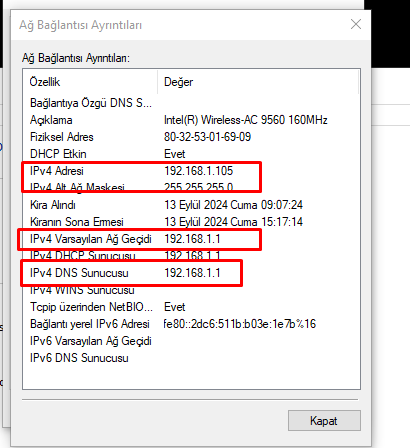 Ağ Bağlantısı Ayrıntıları
Ağ Bağlantısı Ayrıntıları:
Özellik Değer
Bağlantıya Özgü DNS S...
Açıklama Intel(R) Wireless-AC 9560 160MHz
Fiziksel Adres 80-32-53-01-69-09
DHCP Etkin Evet
IPv4 Adresi 192.168.1.105
IPv4 Alt Ağ Maskesi 255.255.255.0
Kira Alındı 13 Eylül 2024 Cuma 09:07:24
Kiranın Sona Ermesi 13 Eylül 2024 Cuma 15:17:14
IPv4 Varsayılan Ağ Geçidi 192.168.1.1
IPv4 DHCP Sunucusu 192.168.1.1
IPv4 DNS Sunucusu 192.168.1.1
IPv4 WINS Sunucusu
Tcpip üzerinden NetBIO... Evet
Bağlantı yerel IPv6 Adresi fe80::2dc6:511b:b03e:1e7b%16
IPv6 Varsayılan Ağ Geçidi
IPv6 DNS Sunucusu
Kapat